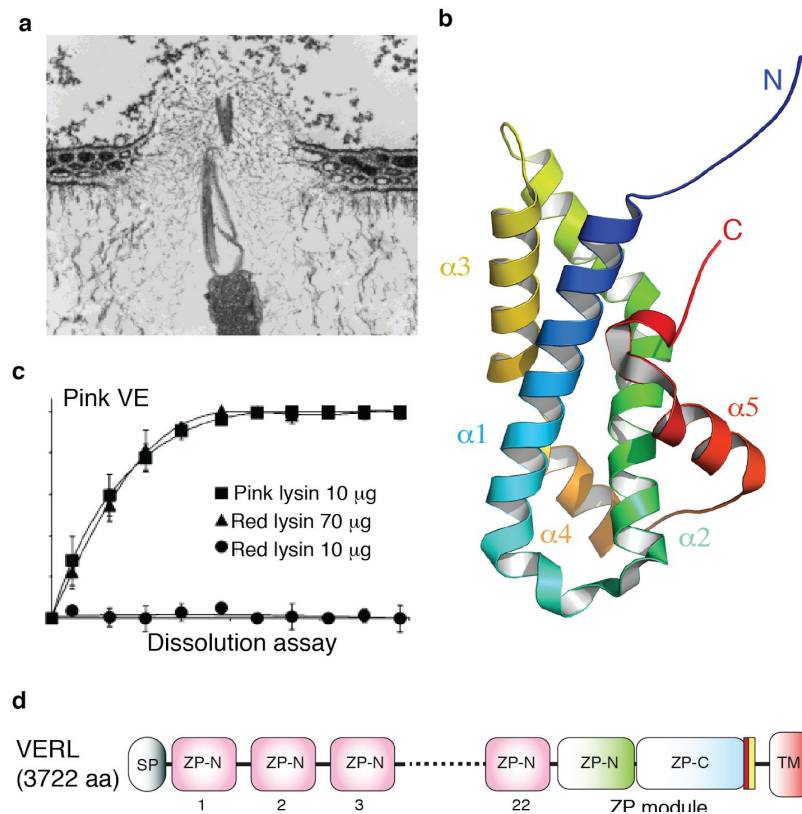 a
b
N
C
α3
α1
α5
α4
α2
c
Pink VE
Pink lysin 10 μg
Red lysin 70 μg
Red lysin 10 μg
Dissolution assay
d
VERL
(3722 aa)
SP
ZP-N
ZP-N
ZP-N
ZP-N
ZP-N
ZP-C
TM
1
2
3
22
ZP module